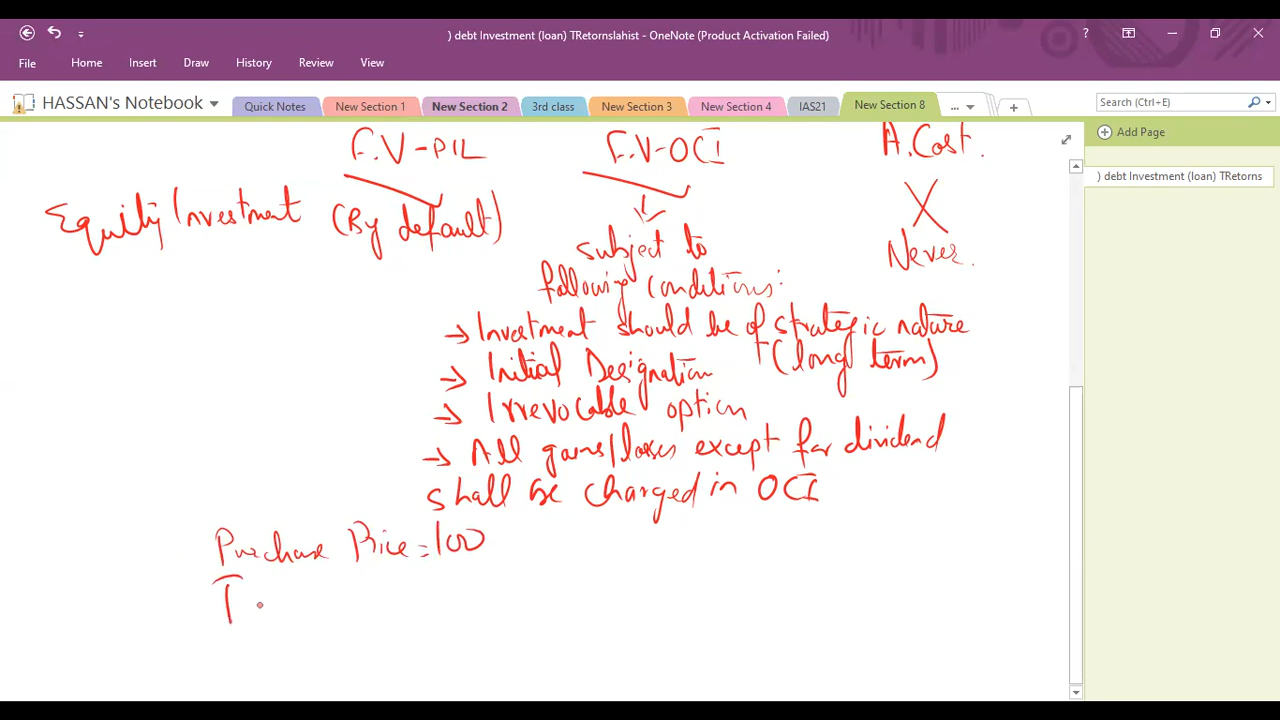 ) debt Investment (loan) TRetornslahist - OneNote (Product Activation Failed)
File Home Insert Draw History Review View
HASSAN's Notebook Quick Notes New Section 1 New Section 2 3rd class New Section 3 New Section 4 IAS21 New Section 8 ... Search (Ctrl+E)
Add Page
) debt Investment (loan) TRetorns
F.V-PIL F.V-OCI A.Cost.
Equity Investment (By default) X
subject to Never.
following conditions:
→ Investment should be of strategic nature
→ Initial Designation (long term)
→ Irrevocable option
→ All gains/losses except for dividend
shall be charged in OCI
Purchase Price = 100
T